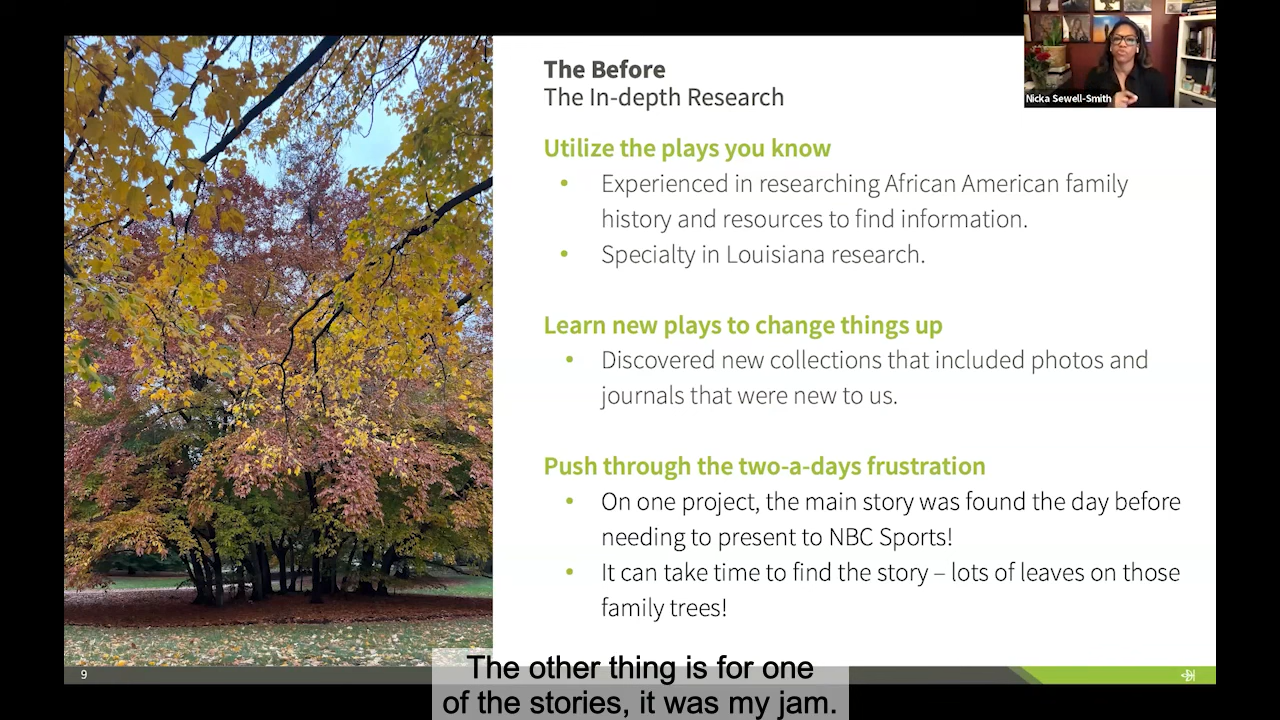 The Before
The In-depth Research
Nicka Sewell-Smith
Utilize the plays you know
• Experienced in researching African American family
history and resources to find information.
• Specialty in Louisiana research.
Learn new plays to change things up
• Discovered new collections that included photos and
journals that were new to us.
Push through the two-a-days frustration
• On one project, the main story was found the day before
needing to present to NBC Sports!
• It can take time to find the story – lots of leaves on those
family trees!
9
The other thing is for one
of the stories, it was my jam.